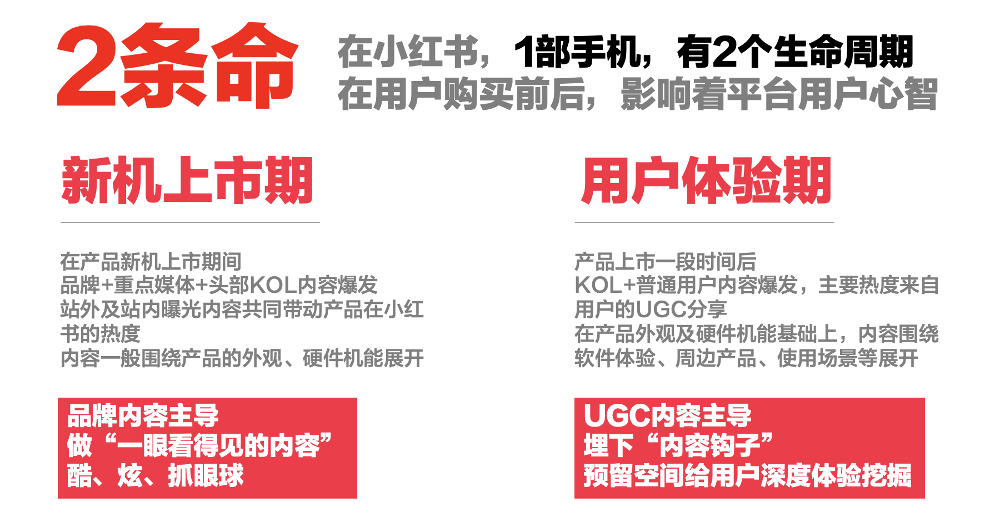 2条命
在小红书，1部手机，有2个生命周期
在用户购买前后，影响着平台用户心智
新机上市期
在产品新机上市期间
品牌+重点媒体+头部KOL内容爆发
站外及站内曝光内容共同带动产品在小红
书的热度
内容一般围绕产品的外观、硬件机能展开
品牌内容主导
做“一眼看得见的内容”
酷、炫、抓眼球
用户体验期
产品上市一段时间后
KOL+普通用户内容爆发，主要热度来自
用户的UGC分享
在产品外观及硬件机能基础上，内容围绕
软件体验、周边产品、使用场景等展开
UGC内容主导
埋下“内容钩子”
预留空间给用户深度体验挖掘